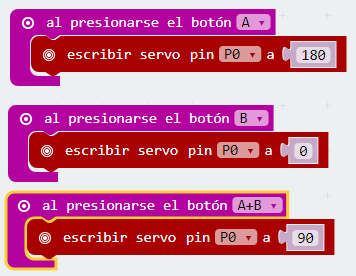 al presionarse el botón A
escribir servo pin P0 a 180
al presionarse el botón B
escribir servo pin P0 a 0
al presionarse el botón A+B
escribir servo pin P0 a 90